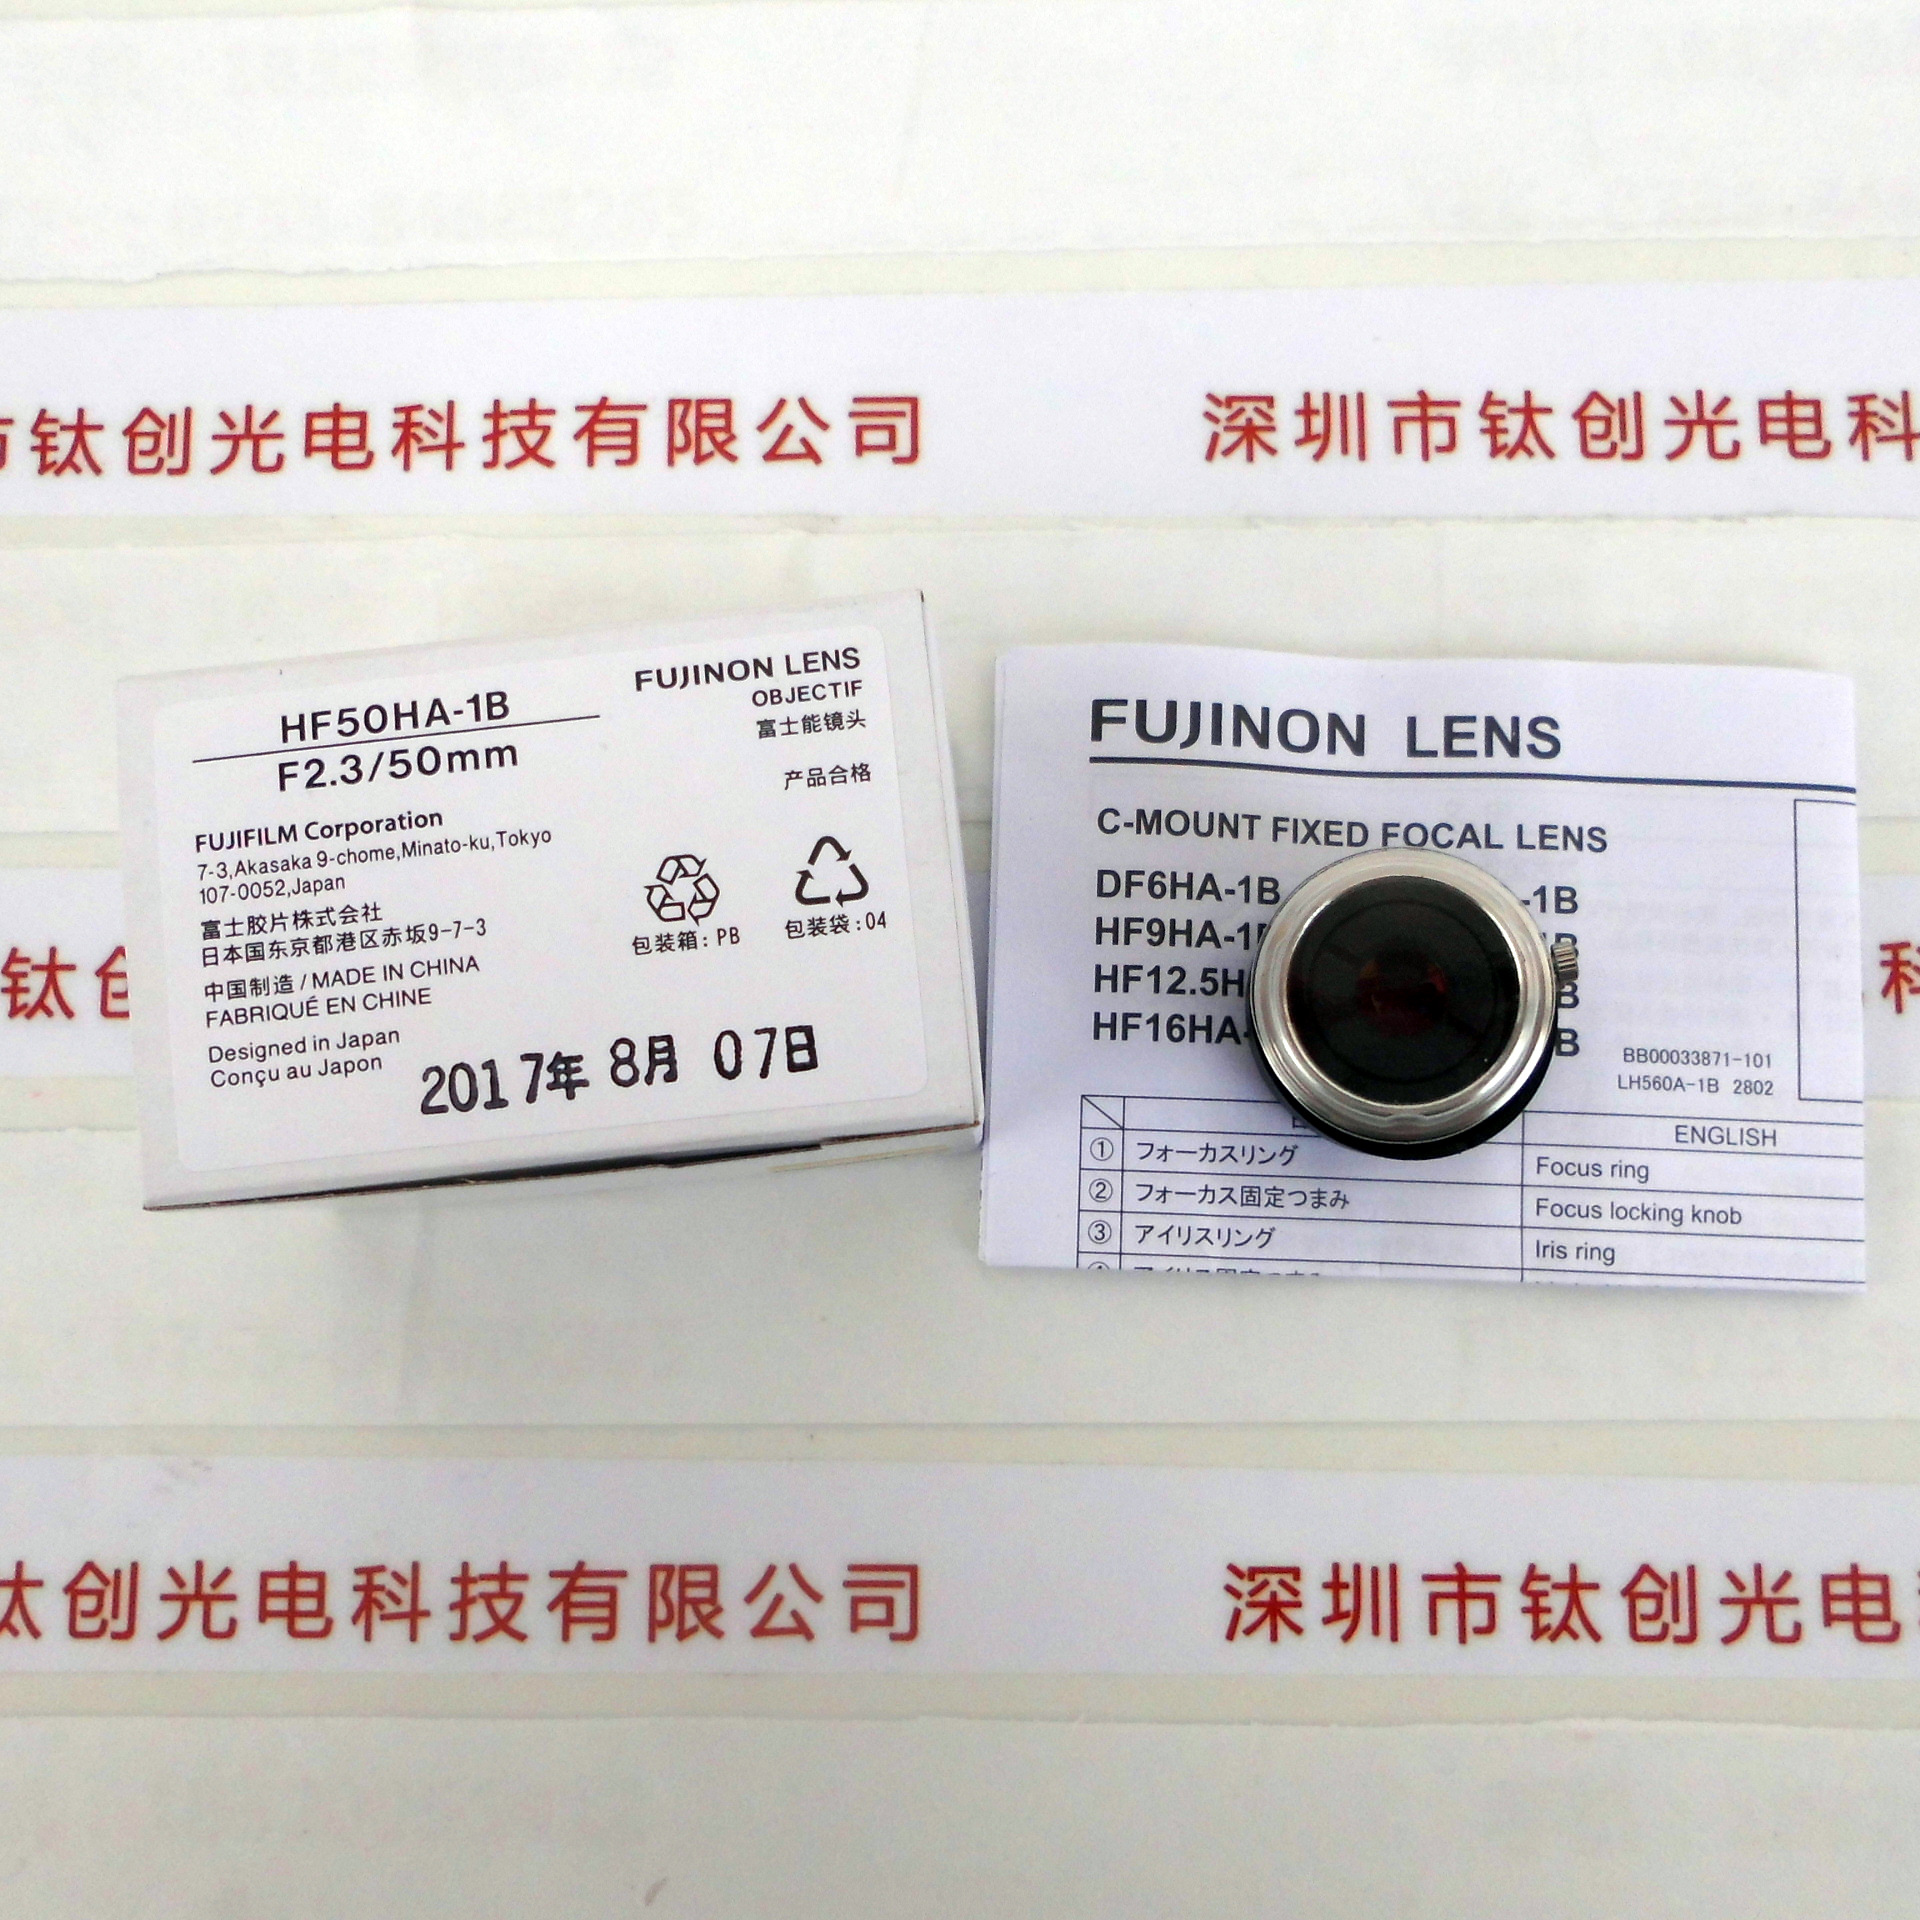 钛创光电科技有限公司
深圳市钛创光电科
HF50HA-1B
F2.3/50mm
FUJINON LENS
OBJECTIF
富士能镜头
产品合格
FUJIFILM Corporation
7-3,Akasaka 9-chome,Minato-ku,Tokyo
107-0052,Japan
富士胶片株式会社
日本国东京都港区赤坂9-7-3
中国制造/MADE IN CHINA
FABRIQUÉ EN CHINE
Designed in Japan
Conçu au Japon
包装箱:PB
包装袋:04
2017年 8月 07日
FUJINON LENS
C-MOUNT FIXED FOCAL LENS
DF6HA-1B
-1B
HF9HA-1
HF12.5H
HF16HA-
BB00033871-101
LH560A-1B 2802
ENGLISH
① フォーカスリング Focus ring
② フォーカス固定つまみ Focus locking knob
③ アイリスリング Iris ring
钛
科
创光电科技有限公司
深圳市钛创光电